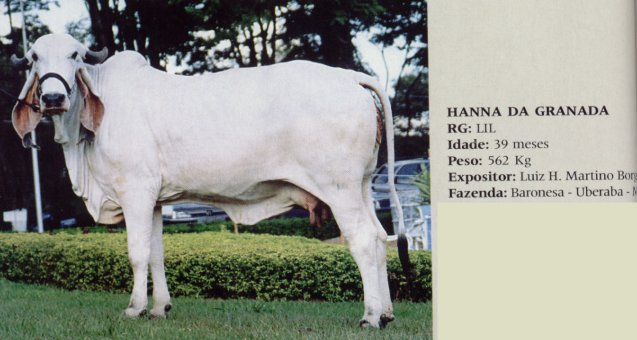 HANNA DA GRANADA
RG: LIL
Idade: 39 meses
Peso: 562 Kg
Expositor: Luiz H. Martino
Fazenda: Baronesa - Uberaba -